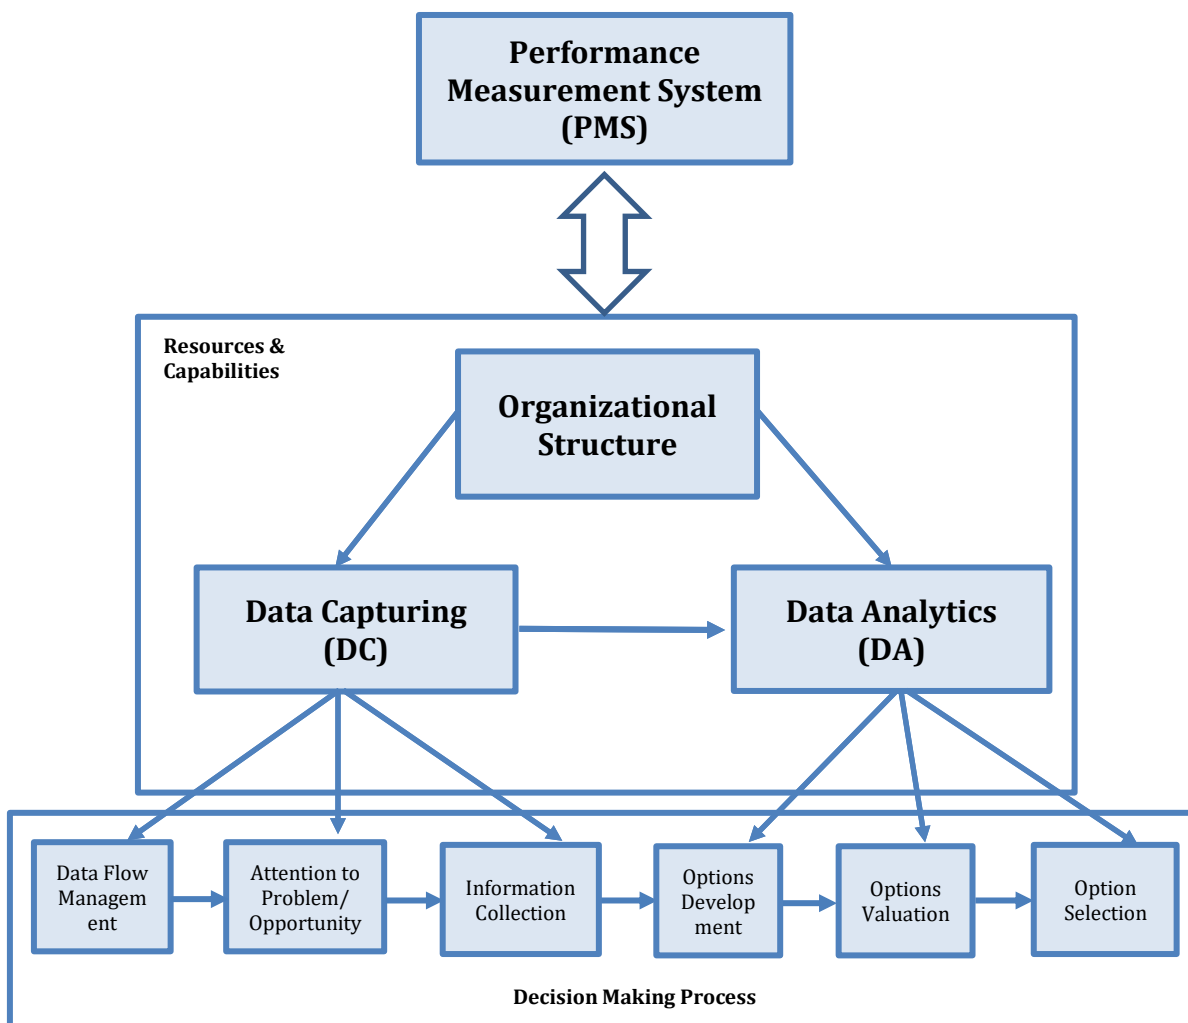 Performance
Measurement System
(PMS)
Resources &
Capabilities
Organizational
Structure
Data Capturing
(DC)
Data Analytics
(DA)
Data Flow
Managem
ent
Attention to
Problem/
Opportunity
Information
Collection
Options
Develop
ment
Options
Valuation
Option
Selection
Decision Making Process